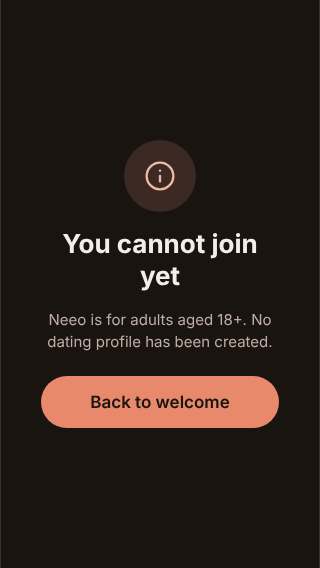 You cannot join
yet
Neeo is for adults aged 18+. No
dating profile has been created.
Back to welcome